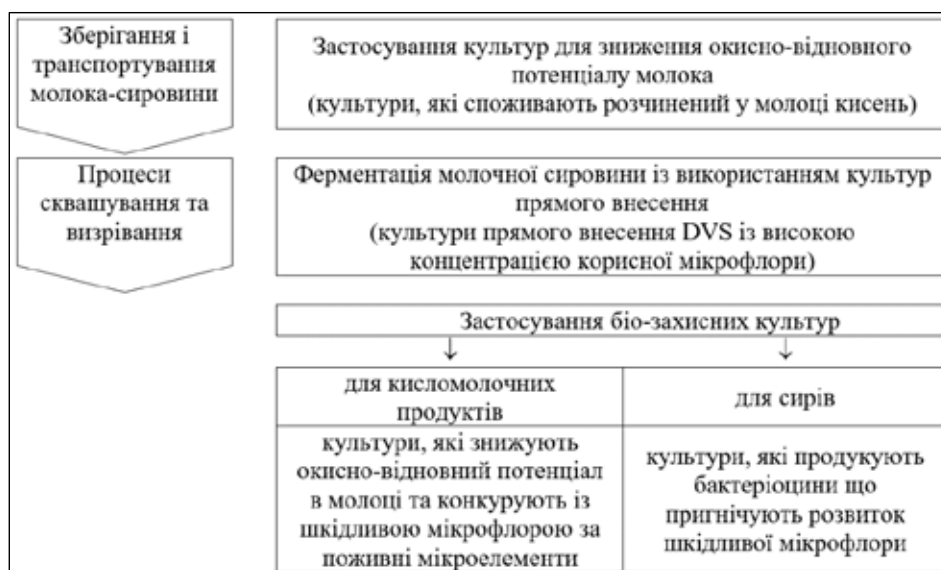 Зберігання і
транспортування
молока-сировини
Застосування культур для зниження окисно-відновного
потенціалу молока
(культури, які споживають розчинений у молоці кисень)
Процеси
сквашування та
визрівання
Ферментація молочної сировини із використанням культур
прямого внесення
(культури прямого внесення DVS із високою
концентрацією корисної мікрофлори)
Застосування біо-захисних культур
для кисломолочних
продуктів
для сирів
культури, які знижують
окисно-відновний потенціал
в молоці та конкурують із
шкідливою мікрофлорою за
поживні мікроелементи
культури, які продукують
бактеріоцини що
пригнічують розвиток
шкідливої мікрофлори